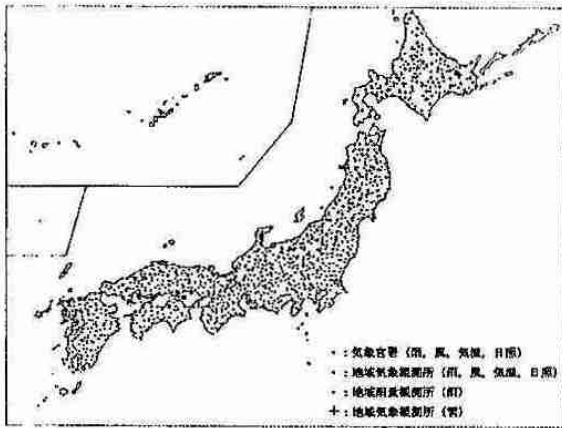 ・：気象官署 (雨，風，気温，日照)
・：地域気象観測所 (雨，風，気温，日照)
・：地域雨量観測所 (雨)
＋：地域気象観測所 (雪)